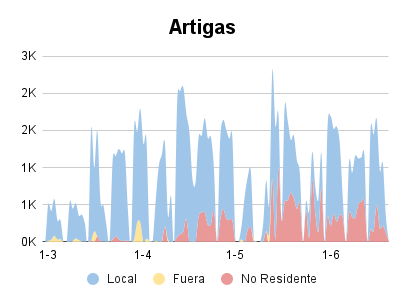 Artigas
3K
3K
2K
2K
1K
1K
0K
1-3 1-4 1-5 1-6
Local Fuera No Residente